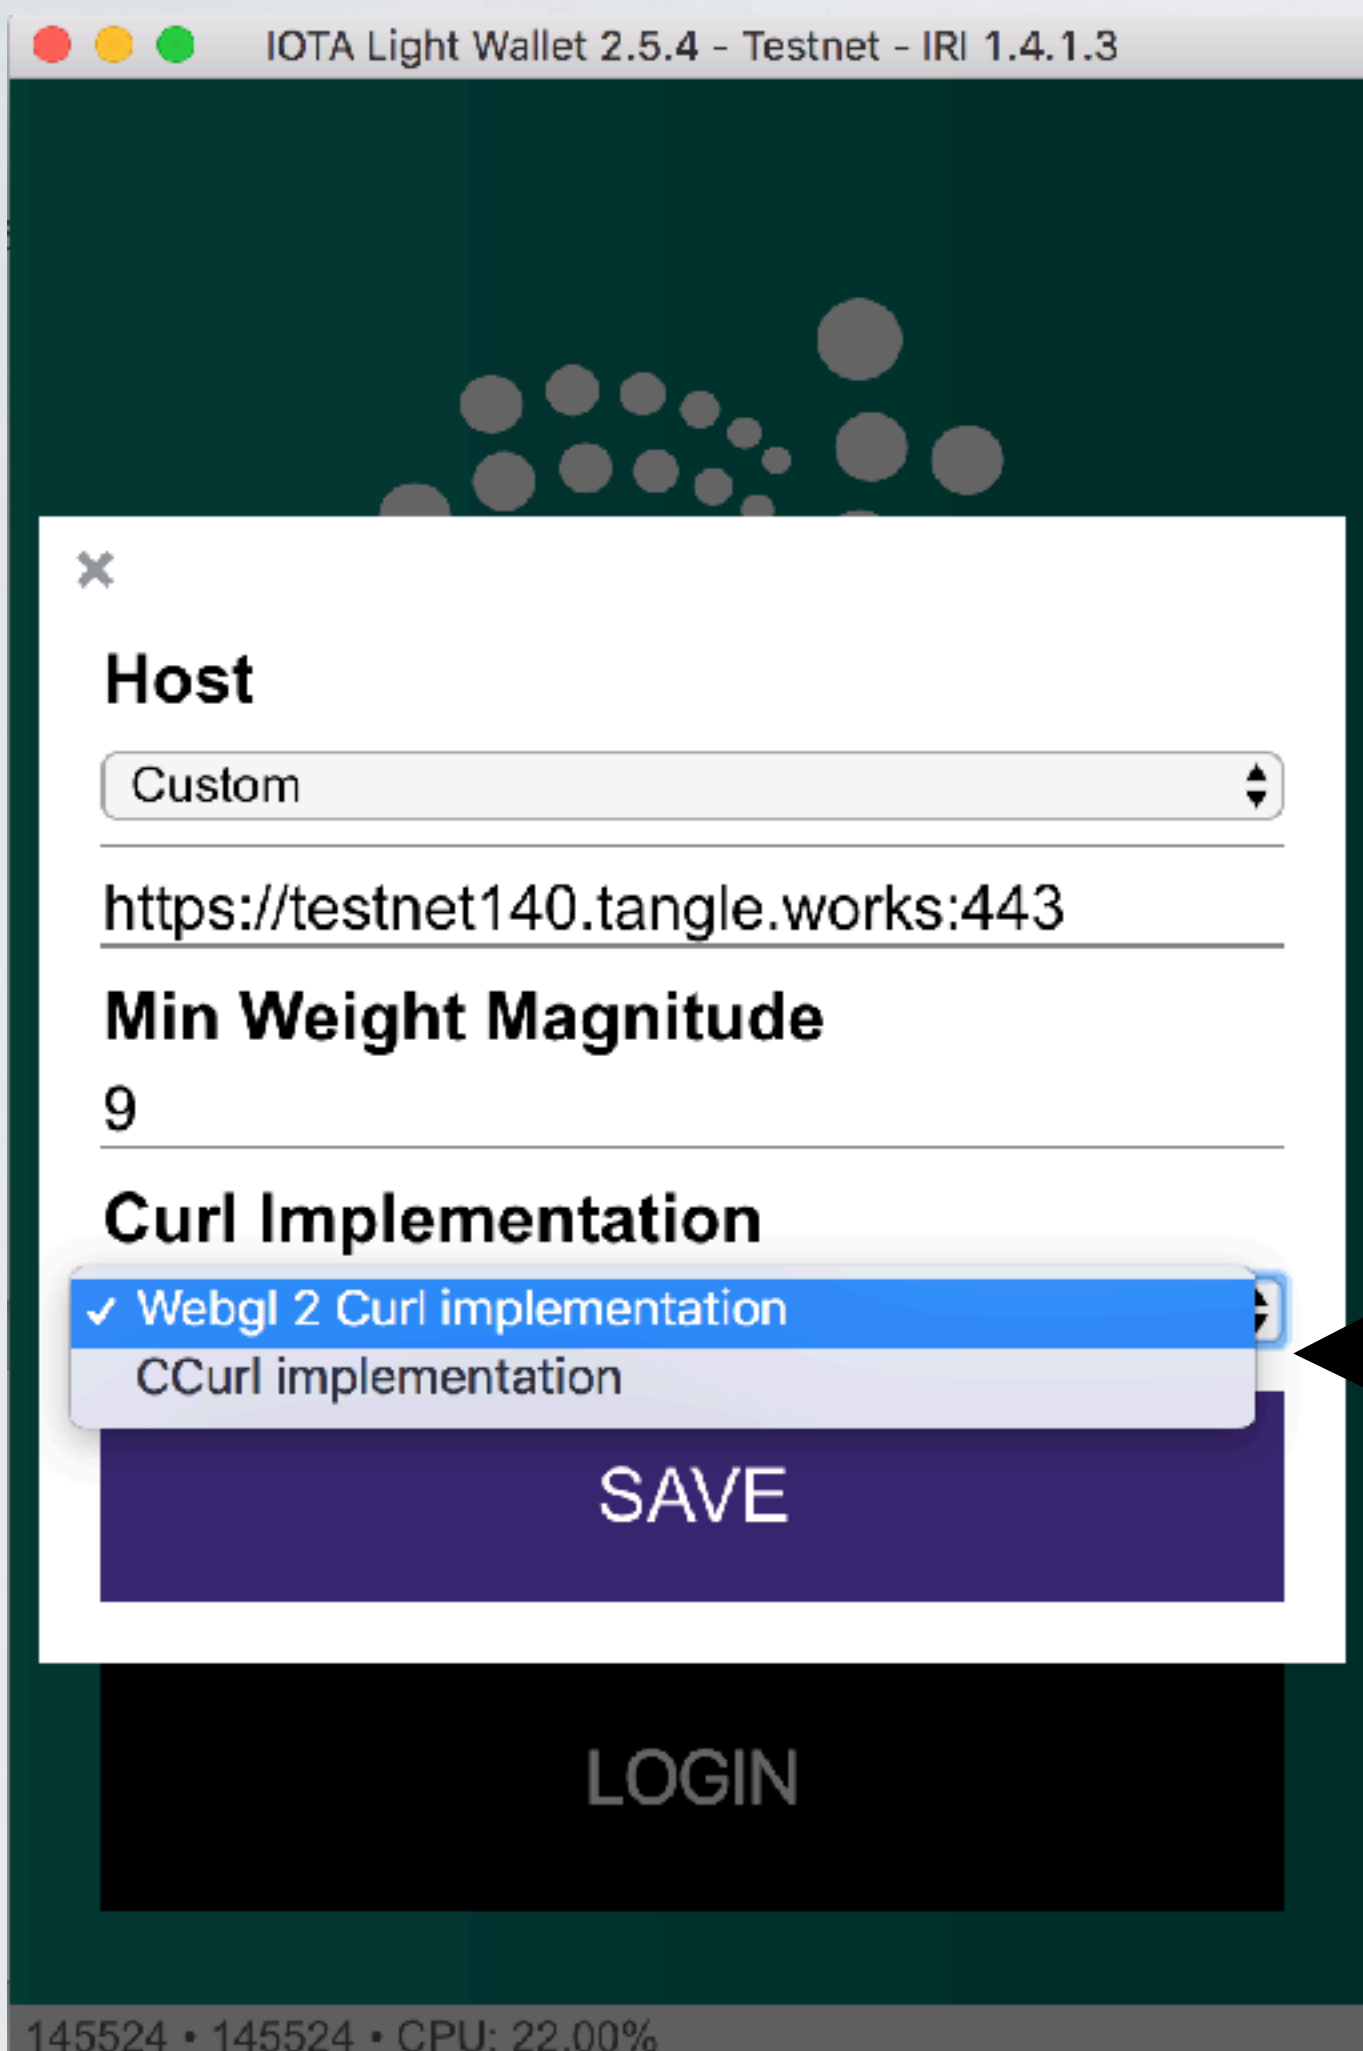 IOTA Light Wallet 2.5.4 - Testnet - IRI 1.4.1.3
Host
Custom
https://testnet140.tangle.works:443
Min Weight Magnitude
9
Curl Implementation
✓ Webgl 2 Curl implementation
CCurl implementation
SAVE
LOGIN
145524 • 145524 • CPU: 22.00%